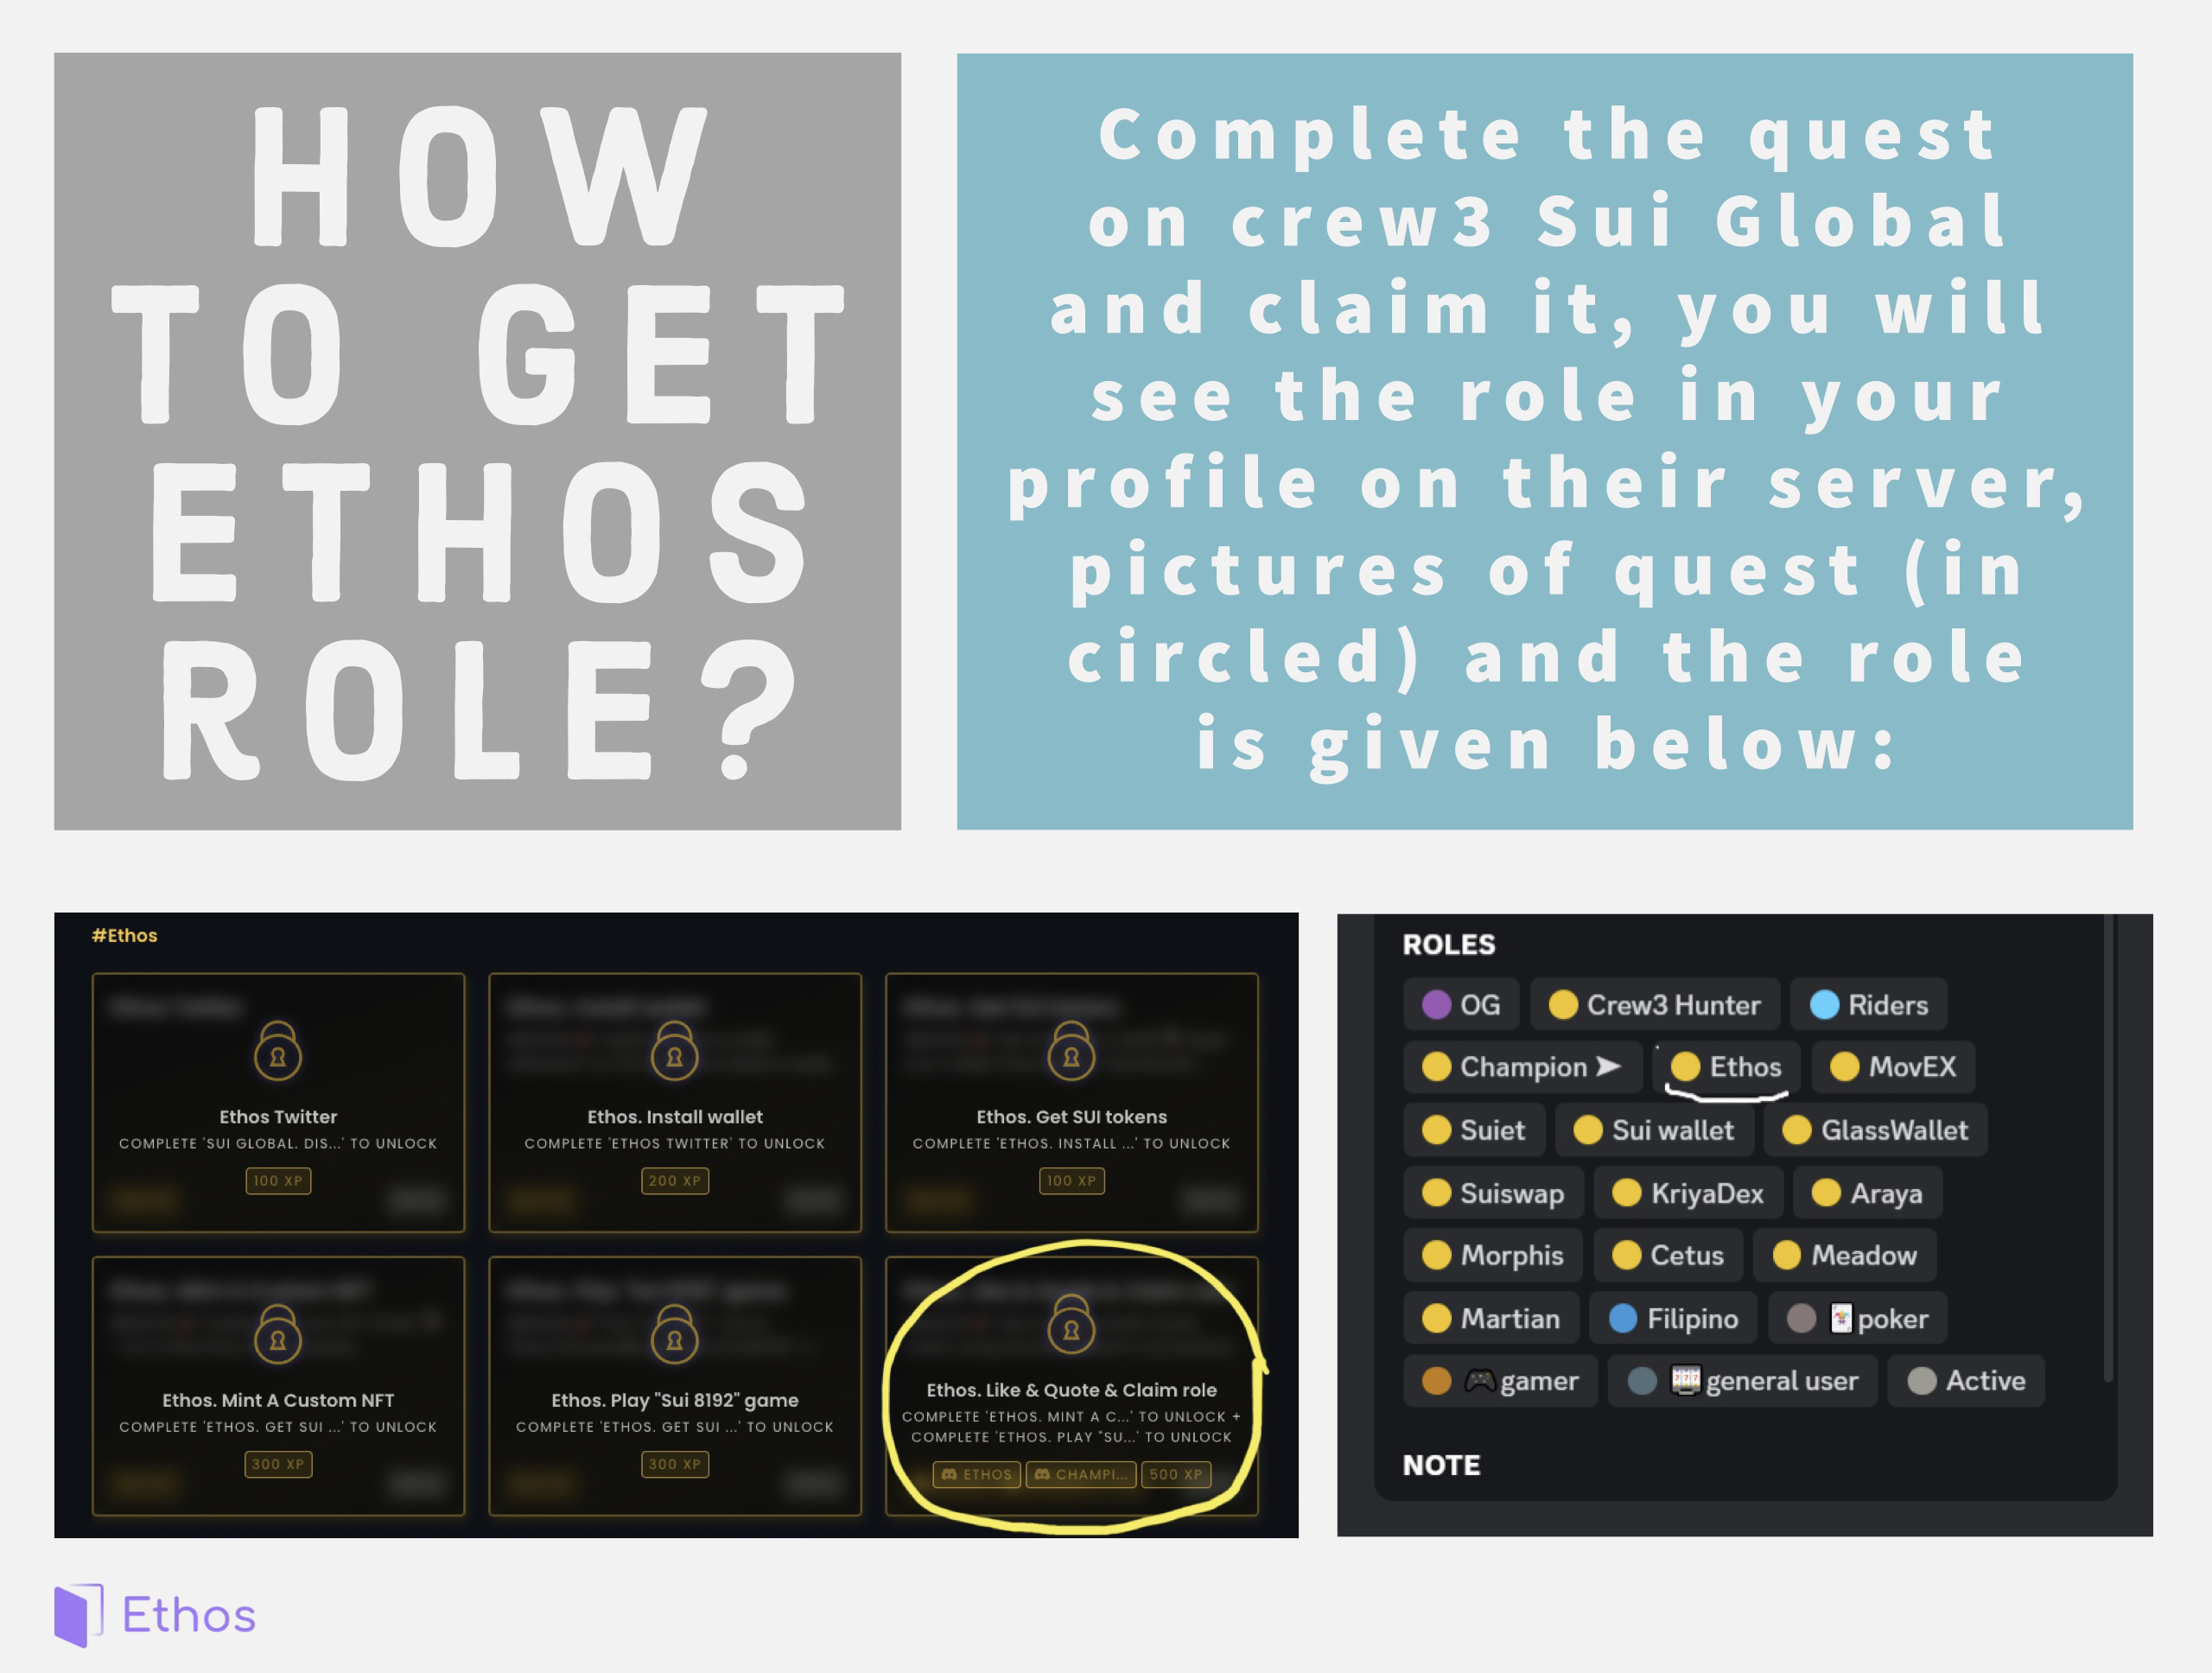 HOW
TO GET
ETHOS
ROLE?
Complete the quest
on crew3 Sui Global
and claim it, you will
see the role in your
profile on their server,
pictures of quest (in
circled) and the role
is given below:
#Ethos
Ethos Twitter
COMPLETE 'SUI GLOBAL. DIS...' TO UNLOCK
100 XP
Ethos. Install wallet
COMPLETE 'ETHOS TWITTER' TO UNLOCK
200 XP
Ethos. Get SUI tokens
COMPLETE 'ETHOS. INSTALL ...' TO UNLOCK
100 XP
Ethos. Mint A Custom NFT
COMPLETE 'ETHOS. GET SUI ...' TO UNLOCK
300 XP
Ethos. Play "Sui 8192" game
COMPLETE 'ETHOS. GET SUI ...' TO UNLOCK
300 XP
Ethos. Like & Quote & Claim role
COMPLETE 'ETHOS. MINT A C...' TO UNLOCK +
COMPLETE 'ETHOS. PLAY "SU...' TO UNLOCK
ETHOS CHAMPI... 500 XP
ROLES
OG Crew3 Hunter Riders
Champion ➤ Ethos MovEX
Suiet Sui wallet GlassWallet
Suiswap KriyaDex Araya
Morphis Cetus Meadow
Martian Filipino poker
gamer general user Active
NOTE
Ethos